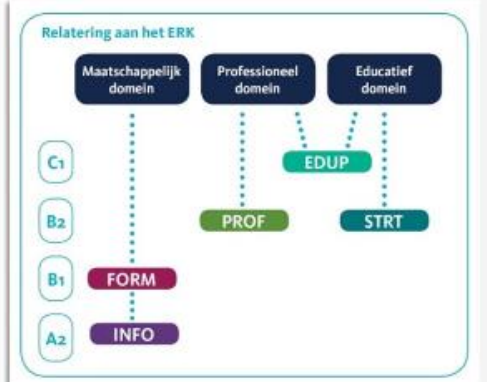 Relatering aan het ERK
Maatschappelijk
domein
Professioneel
domein
Educatief
domein
C1
EDUP
B2
PROF
STRT
B1
FORM
A2
INFO